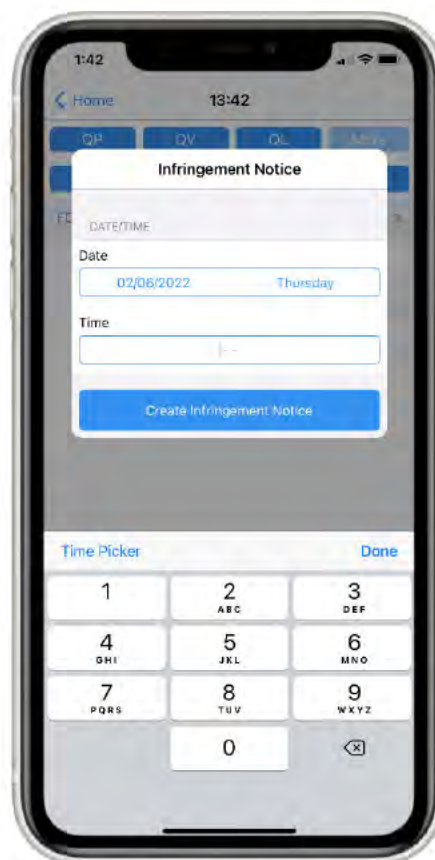 1:42
Home 13:42
QP QV QL
Infringement Notice
DATE/TIME
Date
02/06/2022 Thursday
Time
Create Infringement Notice
Time Picker Done
1 2 3
ABC DEF
4 5 6
GHI JKL MNO
7 8 9
PQRS TUV WXYZ
0